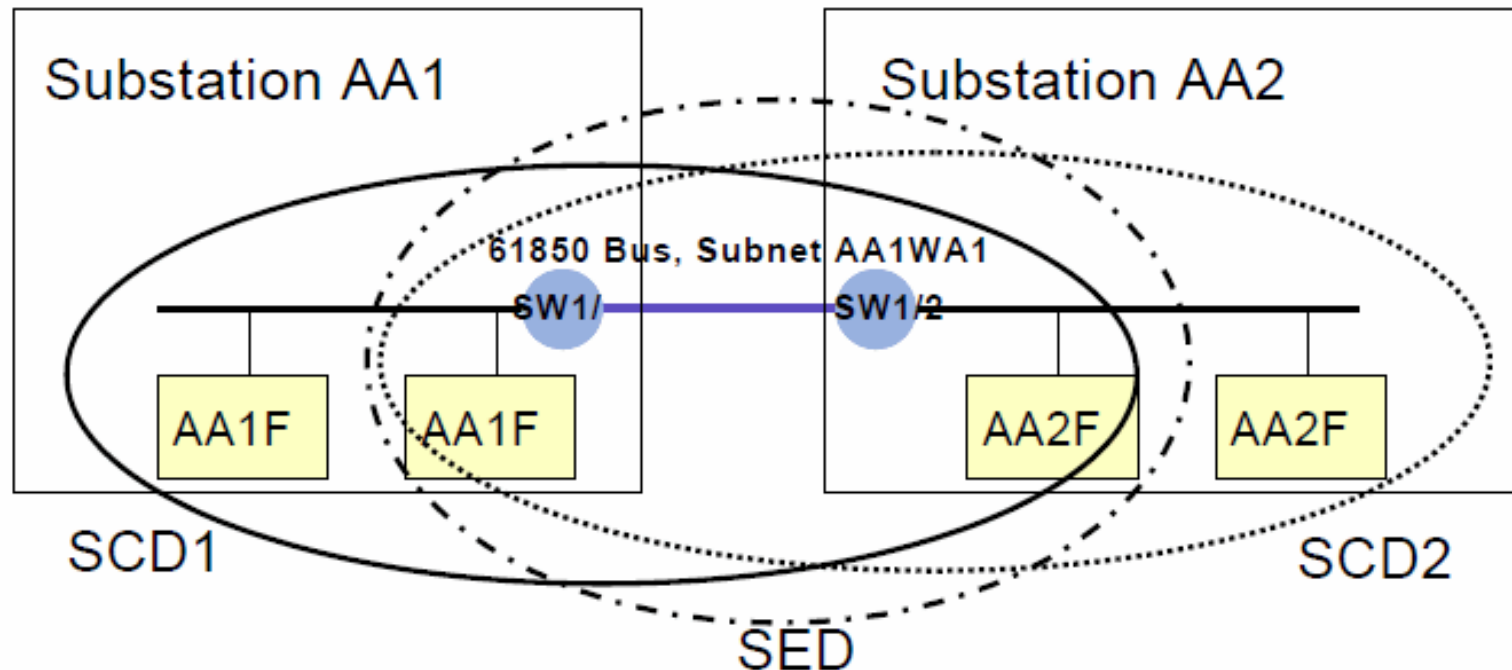 Substation AA1
Substation AA2
61850 Bus, Subnet AA1WA1
SW1/
SW1/2
AA1F
AA1F
AA2F
AA2F
SCD1
SCD2
SED